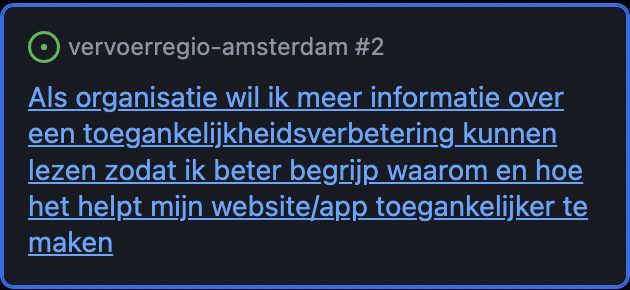 vervoerregio-amsterdam #2
Als organisatie wil ik meer informatie over
een toegankelijkheidsverbetering kunnen
lezen zodat ik beter begrijp waarom en hoe
het helpt mijn website/app toegankelijker te
maken